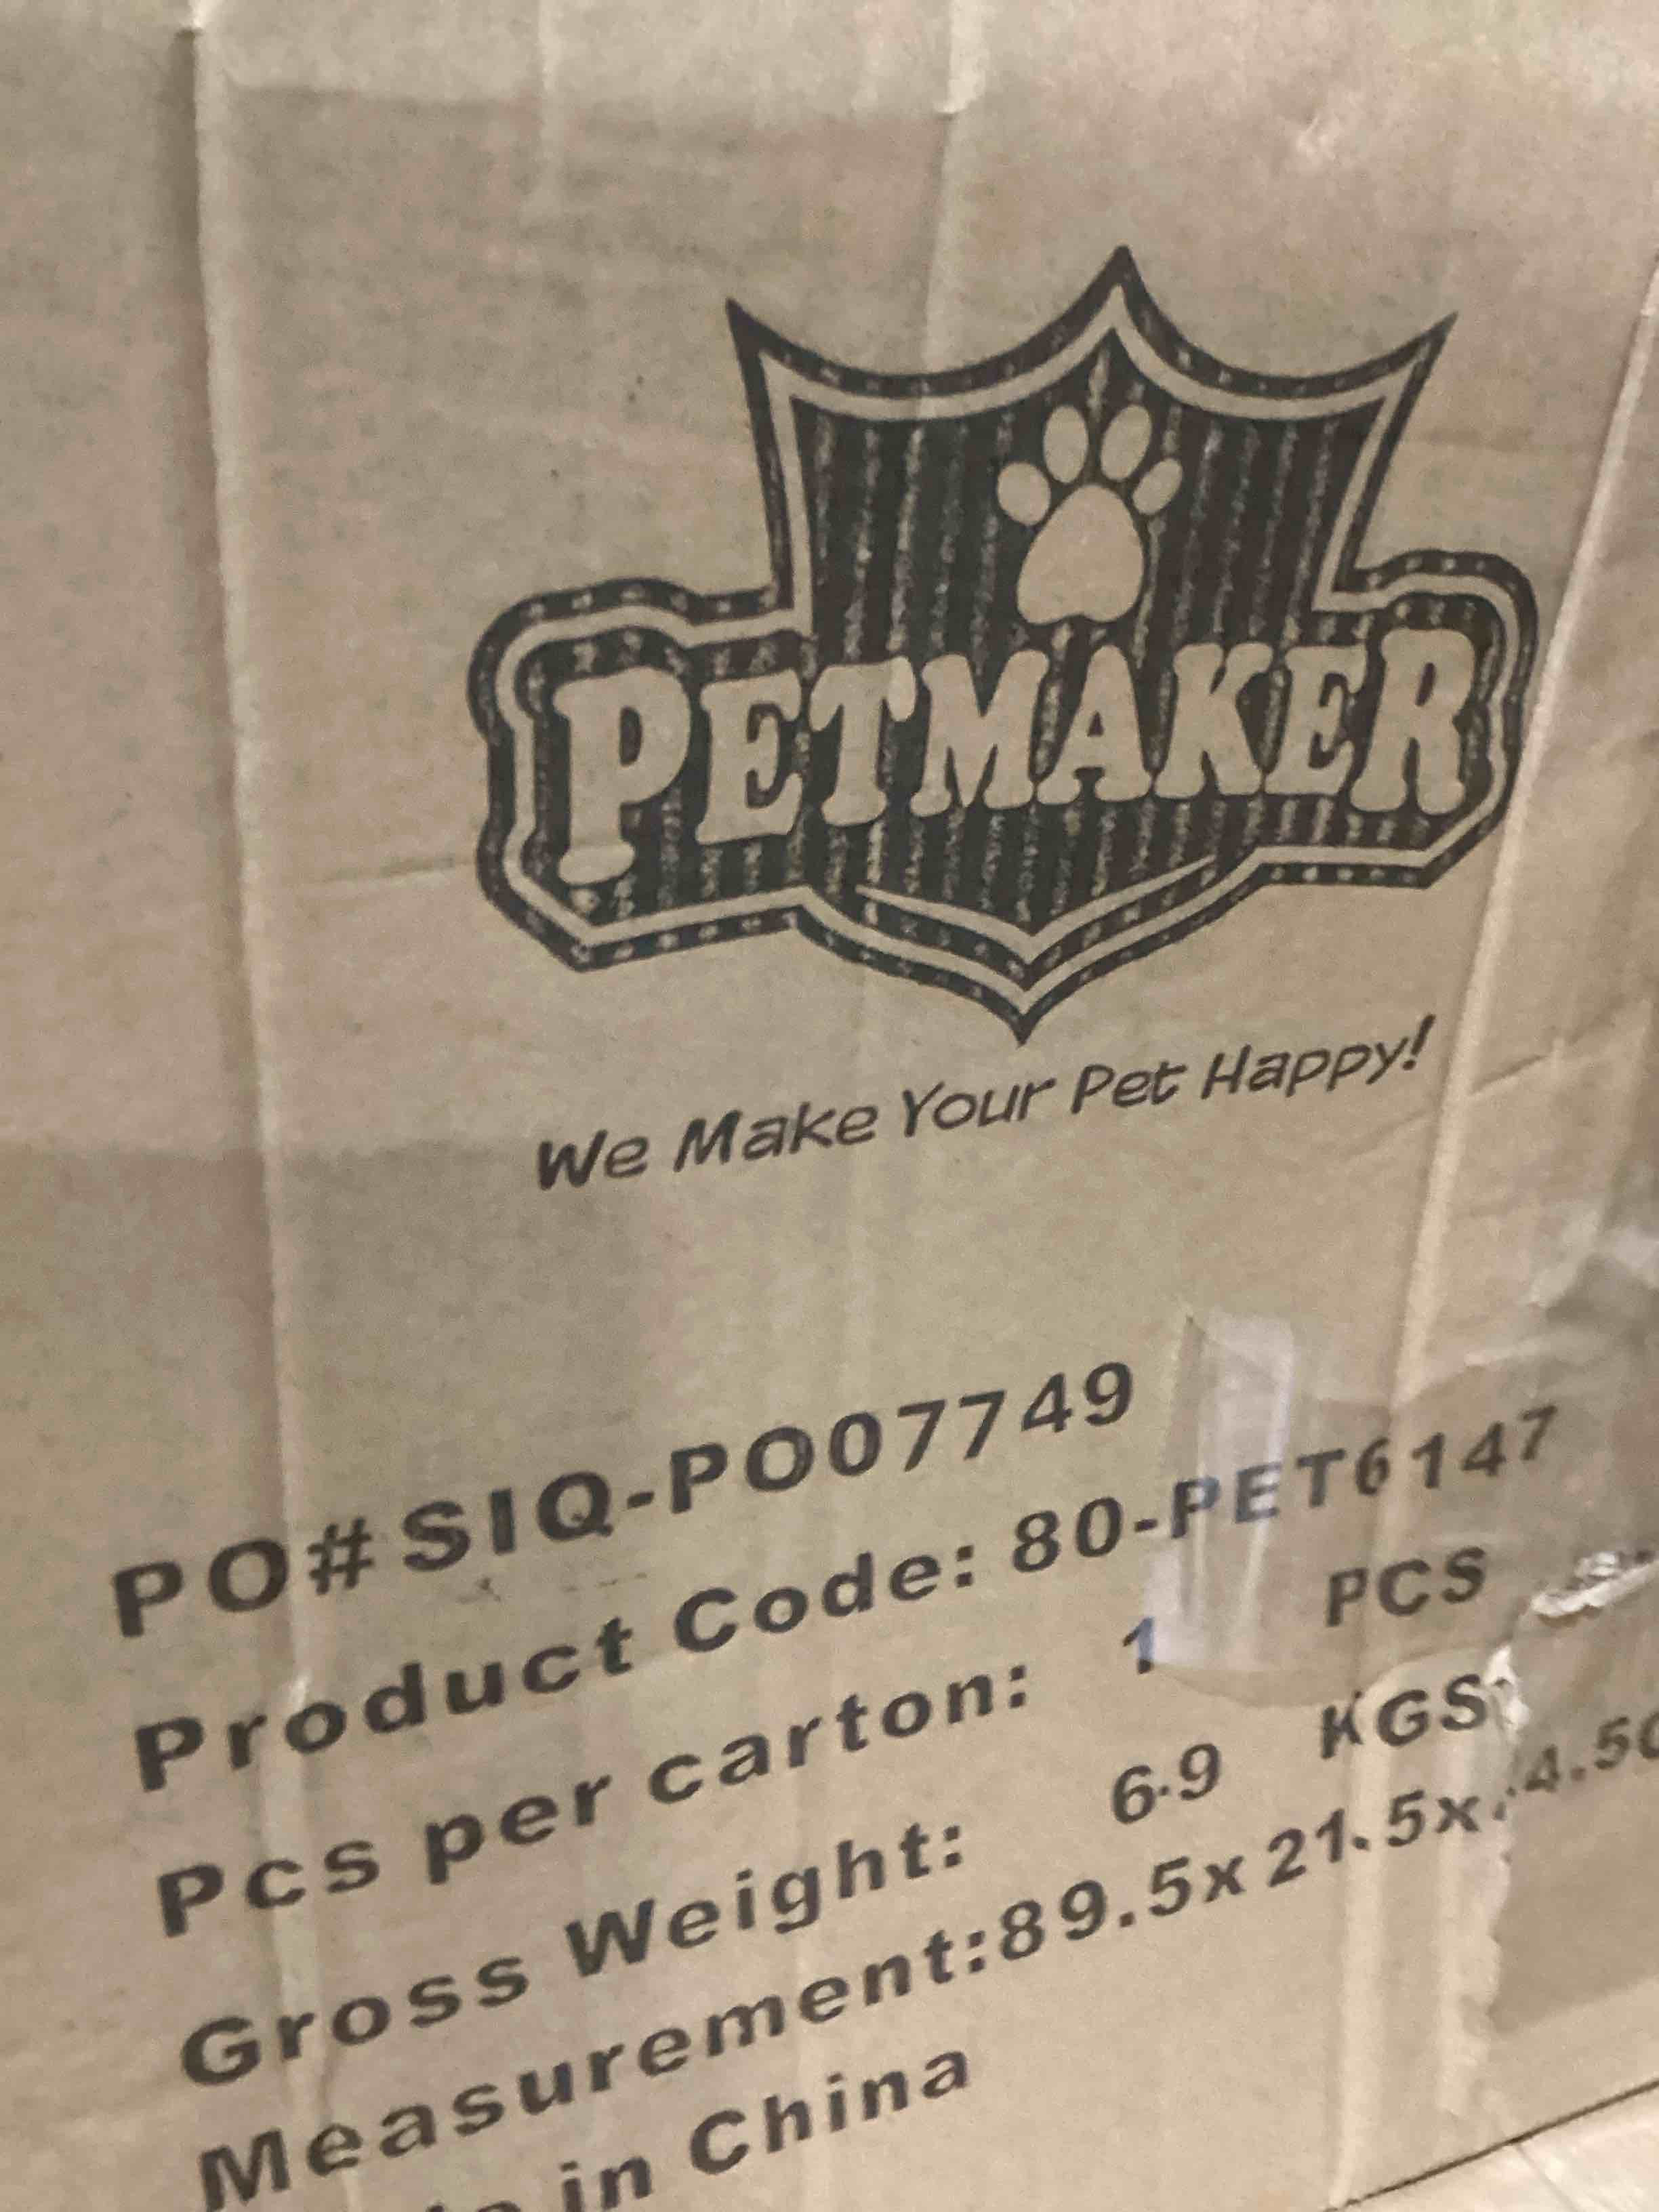 PETMAKER
We Make Your Pet Happy!
PO#SIQ-PO07749
Product Code: 80-PET6147
Pcs per carton: 1 PCS
Gross Weight: 6.9 KGS
Measurement:89.5x21.5x
in China